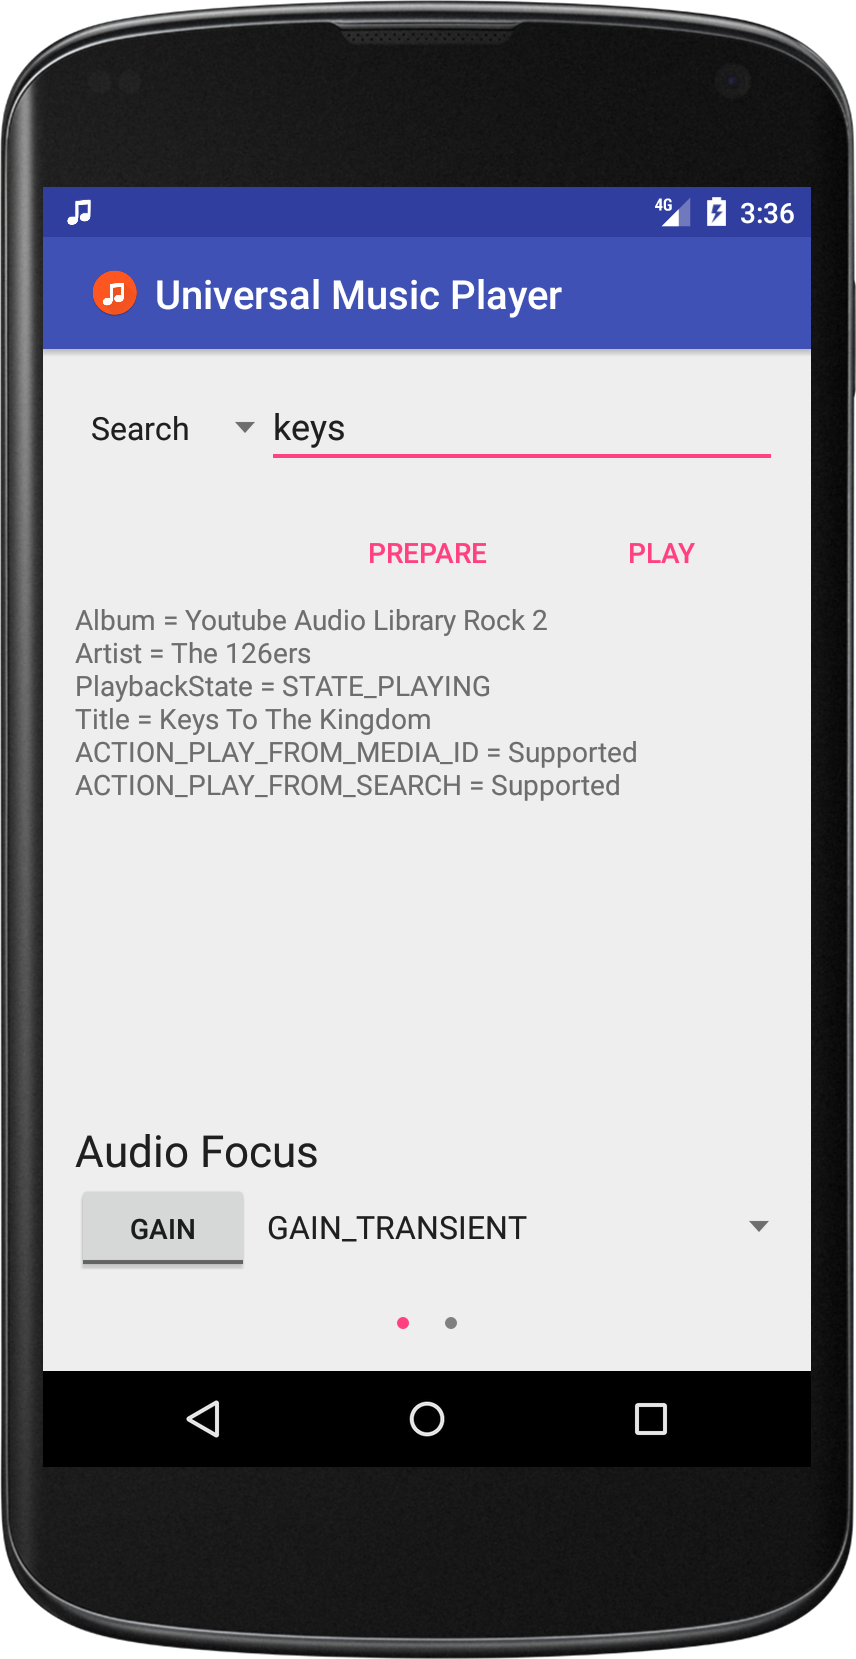 4G 3:36
Universal Music Player
Search keys
PREPARE PLAY
Album = Youtube Audio Library Rock 2
Artist = The 126ers
PlaybackState = STATE_PLAYING
Title = Keys To The Kingdom
ACTION_PLAY_FROM_MEDIA_ID = Supported
ACTION_PLAY_FROM_SEARCH = Supported
Audio Focus
GAIN GAIN_TRANSIENT